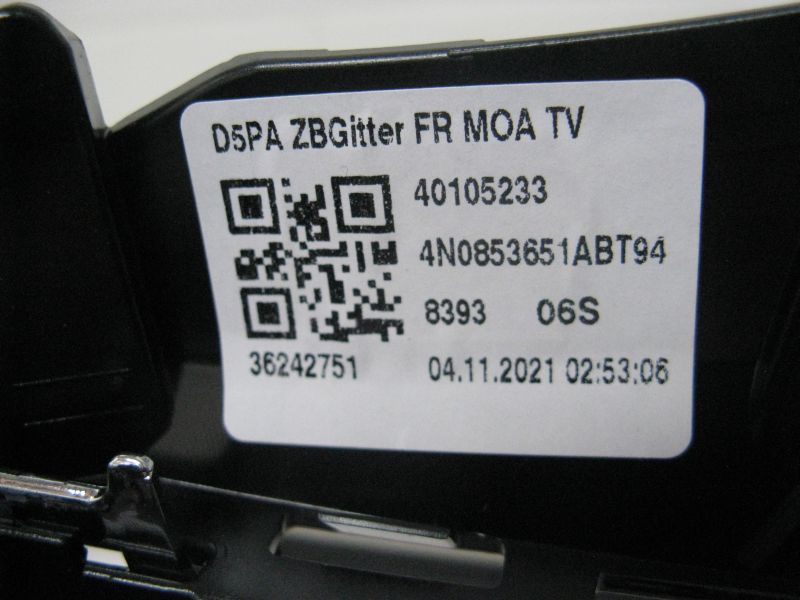 D5PA ZBGitter FR MOA TV
40105233
4N0853651ABT94
8393 06S
36242751 04.11.2021 02:53:06